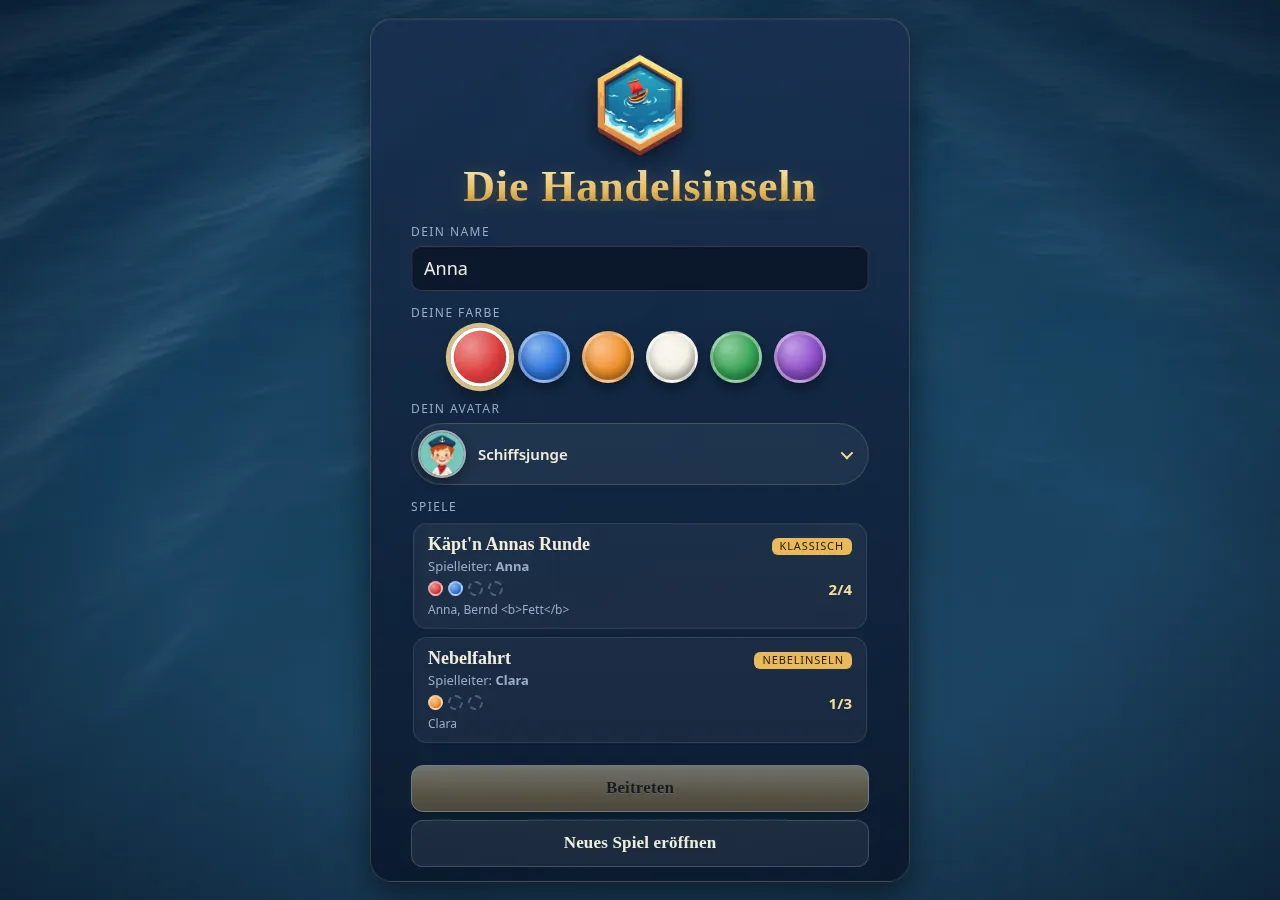 Die Handelsinseln
DEIN NAME
Anna
DEINE FARBE
DEIN AVATAR
Schiffsjunge
SPIELE
Käpt'n Annas Runde KLASSISCH
Spielleiter: Anna
2/4
Anna, Bernd <b>Fett</b>
Nebelfahrt NEBELINSELN
Spielleiter: Clara
1/3
Clara
Beitreten
Neues Spiel eröffnen